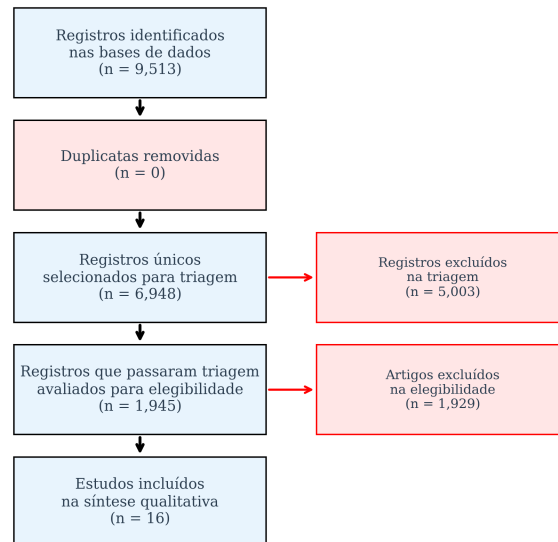 Registros identificados
nas bases de dados
(n = 9,513)
Duplicatas removidas
(n = 0)
Registros únicos
selecionados para triagem
(n = 6,948)
Registros excluídos
na triagem
(n = 5,003)
Registros que passaram triagem
avaliados para elegibilidade
(n = 1,945)
Artigos excluídos
na elegibilidade
(n = 1,929)
Estudos incluídos
na síntese qualitativa
(n = 16)